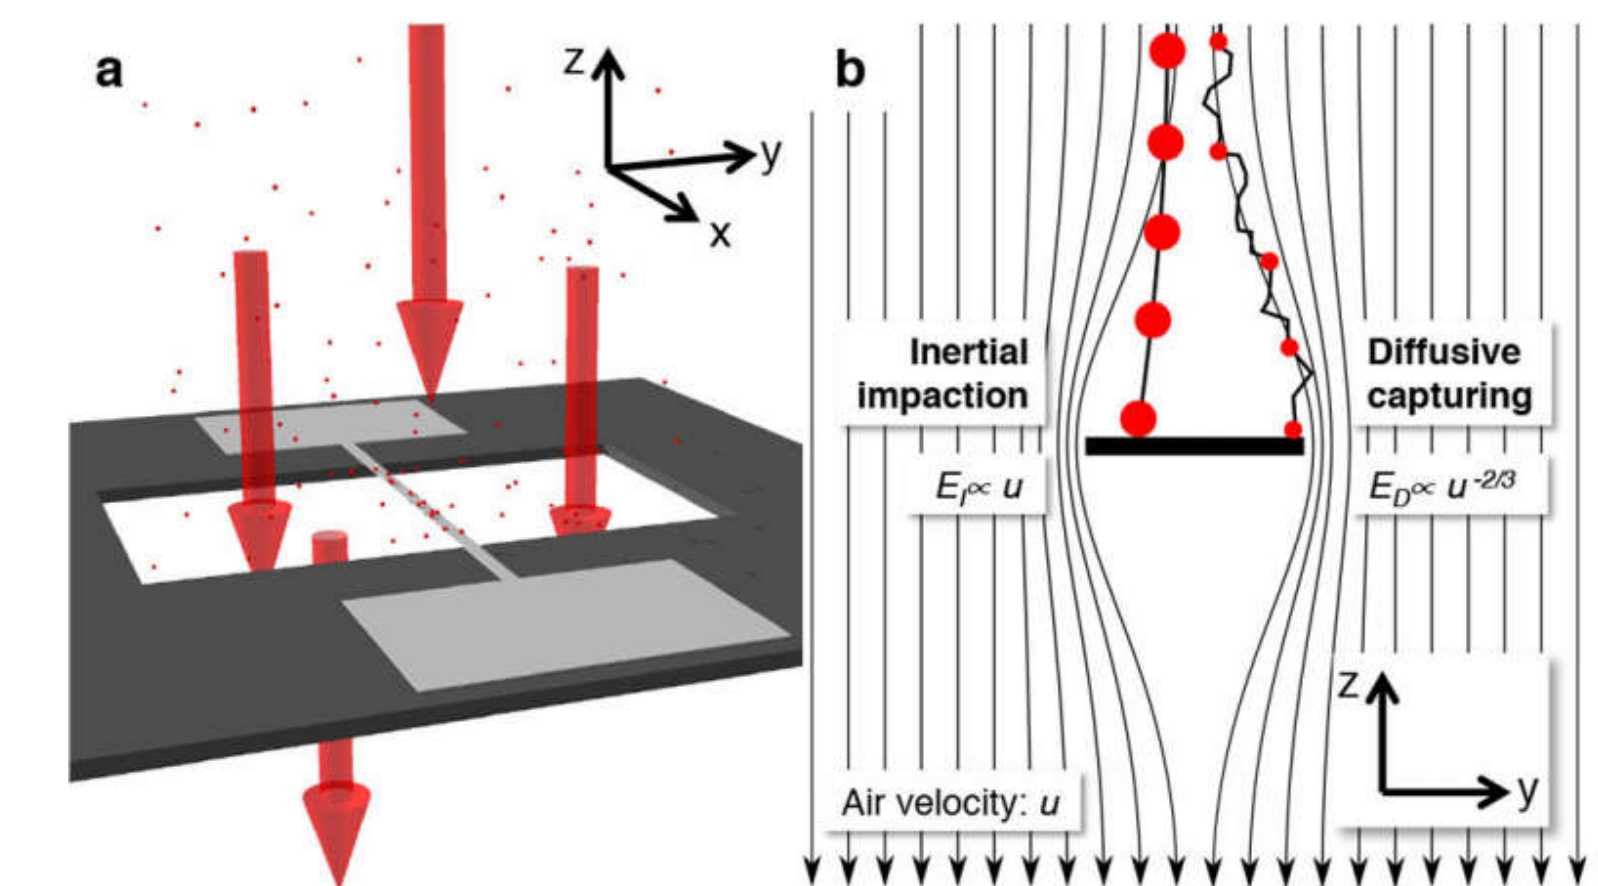 a
z
y
x
b
Inertial
impaction
Diffusive
capturing
E_I ∝ u
E_D ∝ u^-2/3
Air velocity: u
z
y